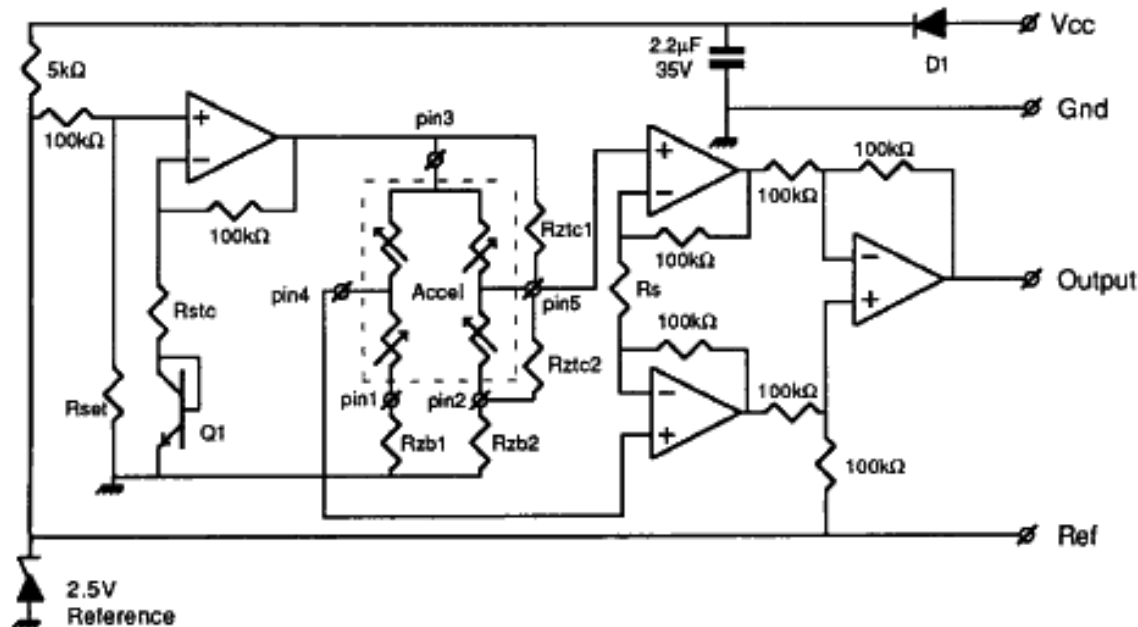 Vcc
2.2µF
35V
D1
5kΩ
Gnd
100kΩ
pin3
100kΩ
100kΩ
100kΩ
Rztc1
100kΩ
pin4
Accel
pin5
Rs
Output
Rstc
100kΩ
Rztc2
Rset
Q1
pin1
pin2
100kΩ
Rzb1
Rzb2
100kΩ
Ref
2.5V
Reference